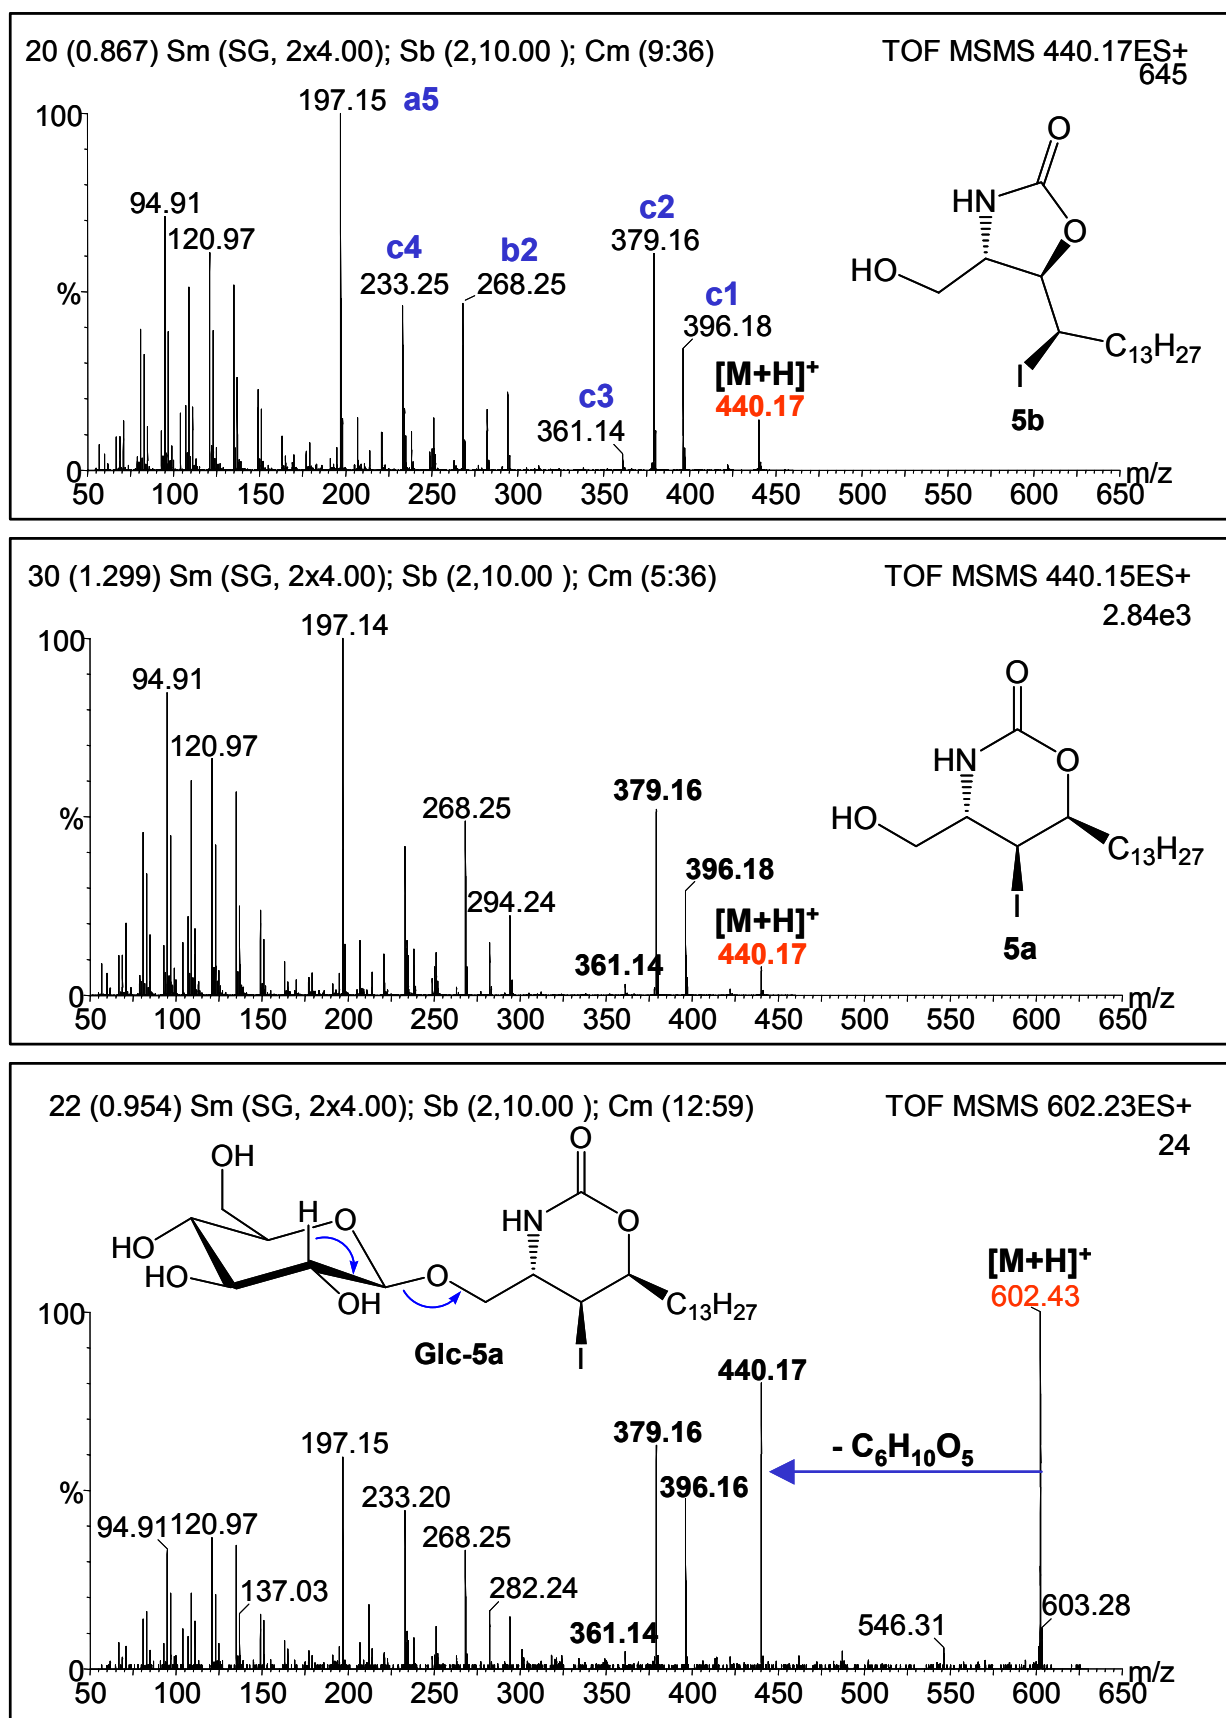 20 (0.867) Sm (SG, 2x4.00); Sb (2,10.00 ); Cm (9:36)
TOF MSMS 440.17ES+
645
100
197.15 a5
94.91
120.97
c4
233.25
b2
268.25
c2
379.16
c1
396.18
[M+H]+
440.17
c3
361.14
%
0
50 100 150 200 250 300 350 400 450 500 550 600 650
m/z
O
HN
O
HO
I
C13H27
5b
30 (1.299) Sm (SG, 2x4.00); Sb (2,10.00 ); Cm (5:36)
TOF MSMS 440.15ES+
2.84e3
100
197.14
94.91
120.97
268.25
294.24
379.16
396.18
[M+H]+
440.17
361.14
%
0
50 100 150 200 250 300 350 400 450 500 550 600 650
m/z
O
HN
O
HO
C13H27
I
5a
22 (0.954) Sm (SG, 2x4.00); Sb (2,10.00 ); Cm (12:59)
TOF MSMS 602.23ES+
24
OH
H
O
HO
HO
OH
O
O
HN
O
C13H27
I
Glc-5a
[M+H]+
602.43
100
440.17
- C6H10O5
379.16
396.16
197.15
233.20
268.25
94.91
120.97
137.03
282.24
361.14
546.31
603.28
%
0
50 100 150 200 250 300 350 400 450 500 550 600 650
m/z